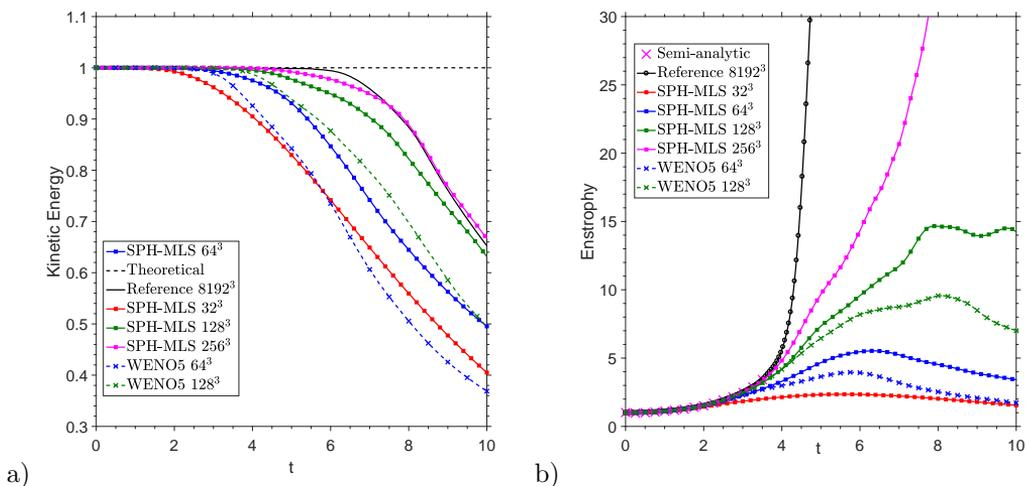 1.1
1
0.9
0.8
0.7
0.6
0.5
0.4
0.3
Kinetic Energy
SPH-MLS 64³
Theoretical
Reference 8192³
SPH-MLS 32³
SPH-MLS 128³
SPH-MLS 256³
WENO5 64³
WENO5 128³
0 2 4 6 8 10
t
a)
30
25
20
15
10
5
0
Enstrophy
Semi-analytic
Reference 8192³
SPH-MLS 32³
SPH-MLS 64³
SPH-MLS 128³
SPH-MLS 256³
WENO5 64³
WENO5 128³
0 2 4 6 8 10
t
b)